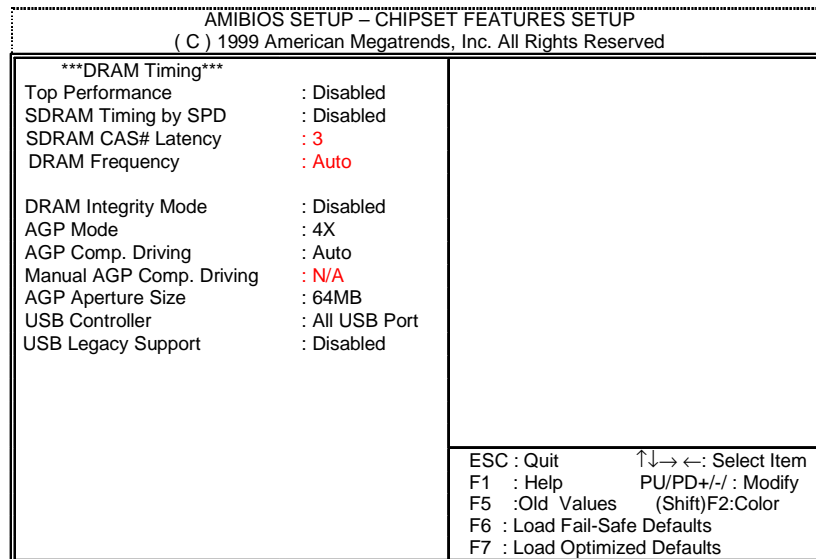 AMIBIOS SETUP – CHIPSET FEATURES SETUP
( C ) 1999 American Megatrends, Inc. All Rights Reserved
***DRAM Timing***
Top Performance : Disabled
SDRAM Timing by SPD : Disabled
SDRAM CAS# Latency : 3
DRAM Frequency : Auto
DRAM Integrity Mode : Disabled
AGP Mode : 4X
AGP Comp. Driving : Auto
Manual AGP Comp. Driving : N/A
AGP Aperture Size : 64MB
USB Controller : All USB Port
USB Legacy Support : Disabled
ESC : Quit ↑↓→ ←: Select Item
F1 : Help PU/PD+/-/ : Modify
F5 :Old Values (Shift)F2:Color
F6 : Load Fail-Safe Defaults
F7 : Load Optimized Defaults